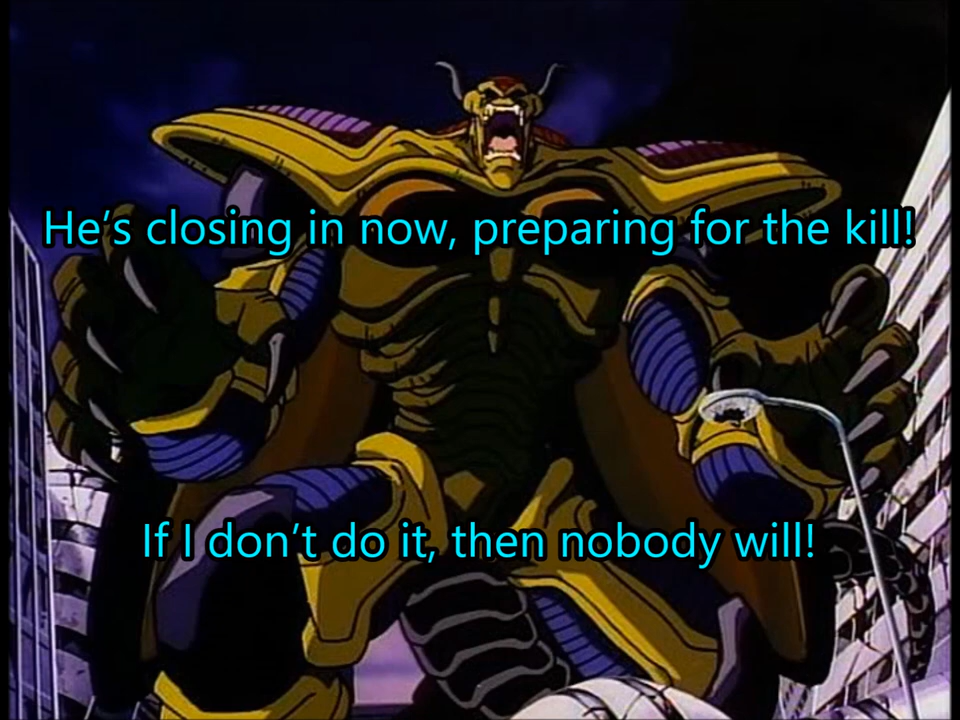 He’s closing in now, preparing for the kill!
If I don’t do it, then nobody will!